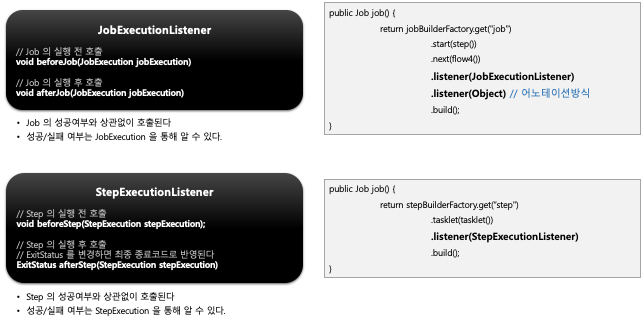 JobExecutionListener
// Job 의 실행 전 호출
void beforeJob(JobExecution jobExecution)
// Job 의 실행 후 호출
void afterJob(JobExecution jobExecution)
• Job 의 성공여부와 상관없이 호출된다
• 성공/실패 여부는 JobExecution 을 통해 알 수 있다.
public Job job() {
return jobBuilderFactory.get("job")
.start(step())
.next(flow4())
.listener(JobExecutionListener)
.listener(Object) // 어노테이션방식
.build();
}
StepExecutionListener
// Step 의 실행 전 호출
void beforeStep(StepExecution stepExecution);
// Step 의 실행 후 호출
// ExitStatus 를 변경하면 최종 종료코드로 반영된다
ExitStatus afterStep(StepExecution stepExecution)
• Step 의 성공여부와 상관없이 호출된다
• 성공/실패 여부는 StepExecution 을 통해 알 수 있다.
public Job job() {
return stepBuilderFactory.get("step")
.tasklet(tasklet())
.listener(StepExecutionListener)
.build();
}